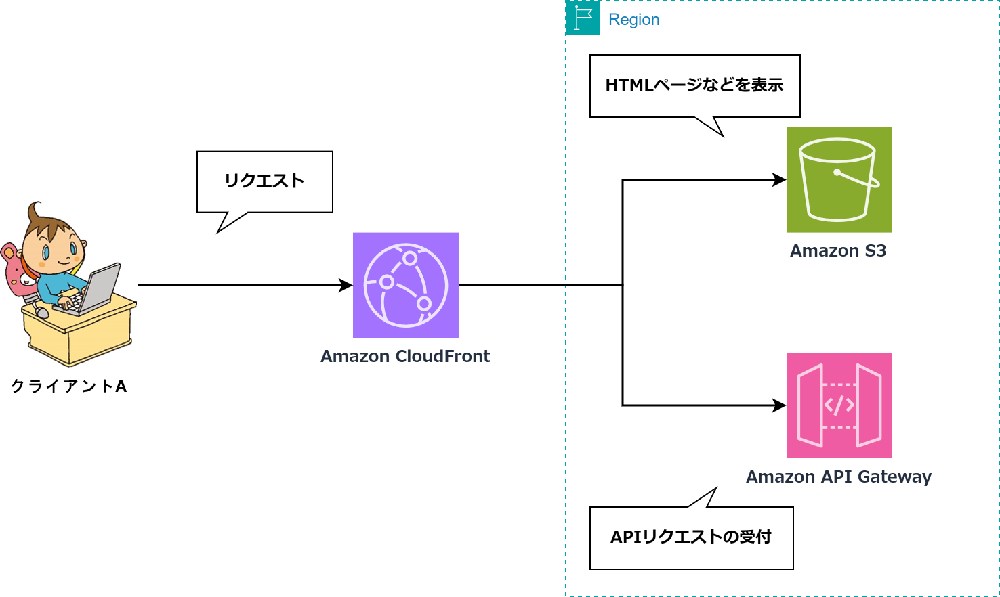 Region
HTMLページなどを表示
リクエスト
Amazon S3
Amazon CloudFront
クライアントA
Amazon API Gateway
APIリクエストの受付